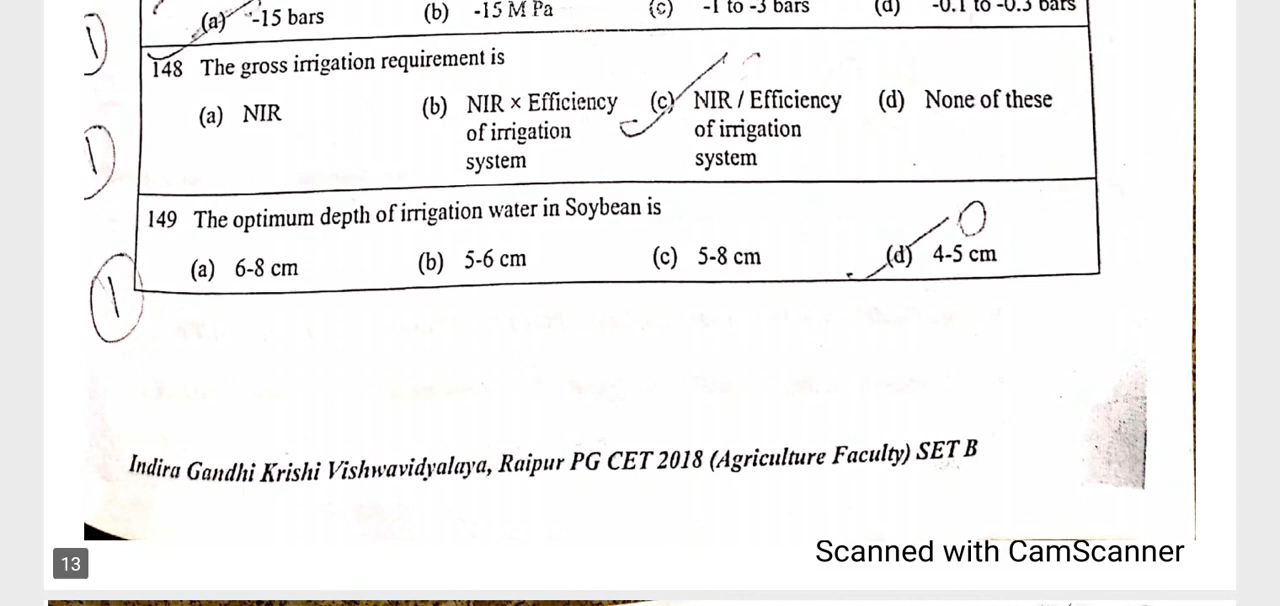 (a) -15 bars (b) -15 M Pa (c) -1 to -3 bars (d) -0.1 to -0.3 bars
148 The gross irrigation requirement is
(a) NIR (b) NIR × Efficiency of irrigation system (c) NIR / Efficiency of irrigation system (d) None of these
149 The optimum depth of irrigation water in Soybean is
(a) 6-8 cm (b) 5-6 cm (c) 5-8 cm (d) 4-5 cm
Indira Gandhi Krishi Vishwavidyalaya, Raipur PG CET 2018 (Agriculture Faculty) SET B
13
Scanned with CamScanner